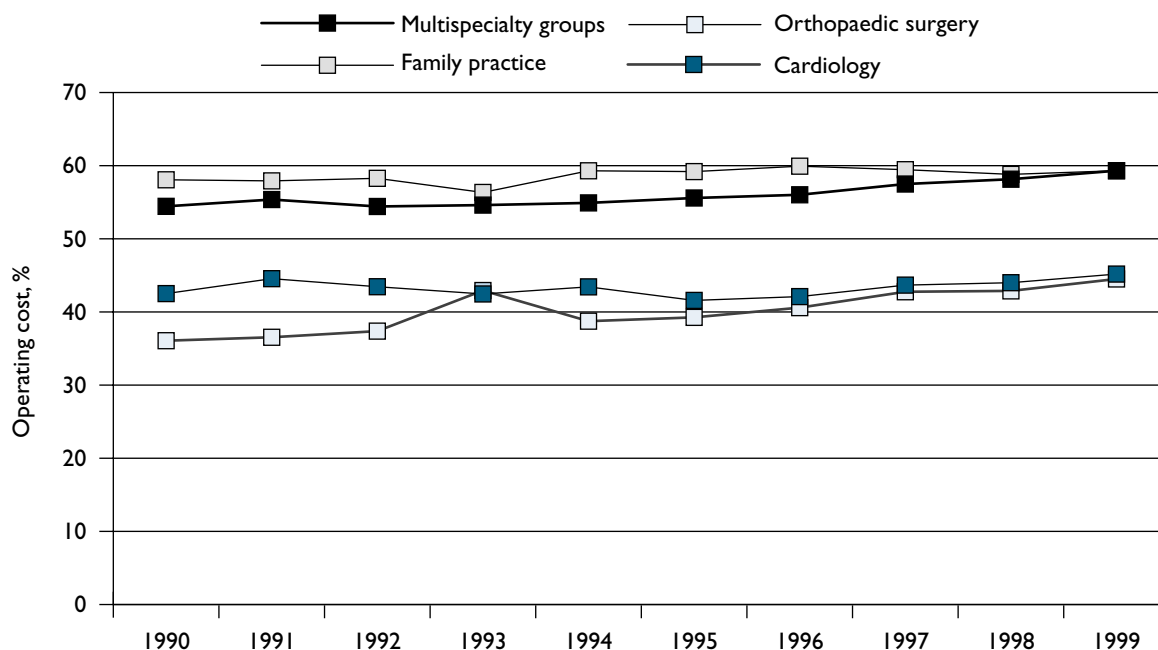 Multispecialty groups
Orthopaedic surgery
Family practice
Cardiology
70
60
50
40
30
20
10
0
Operating cost, %
1990 1991 1992 1993 1994 1995 1996 1997 1998 1999